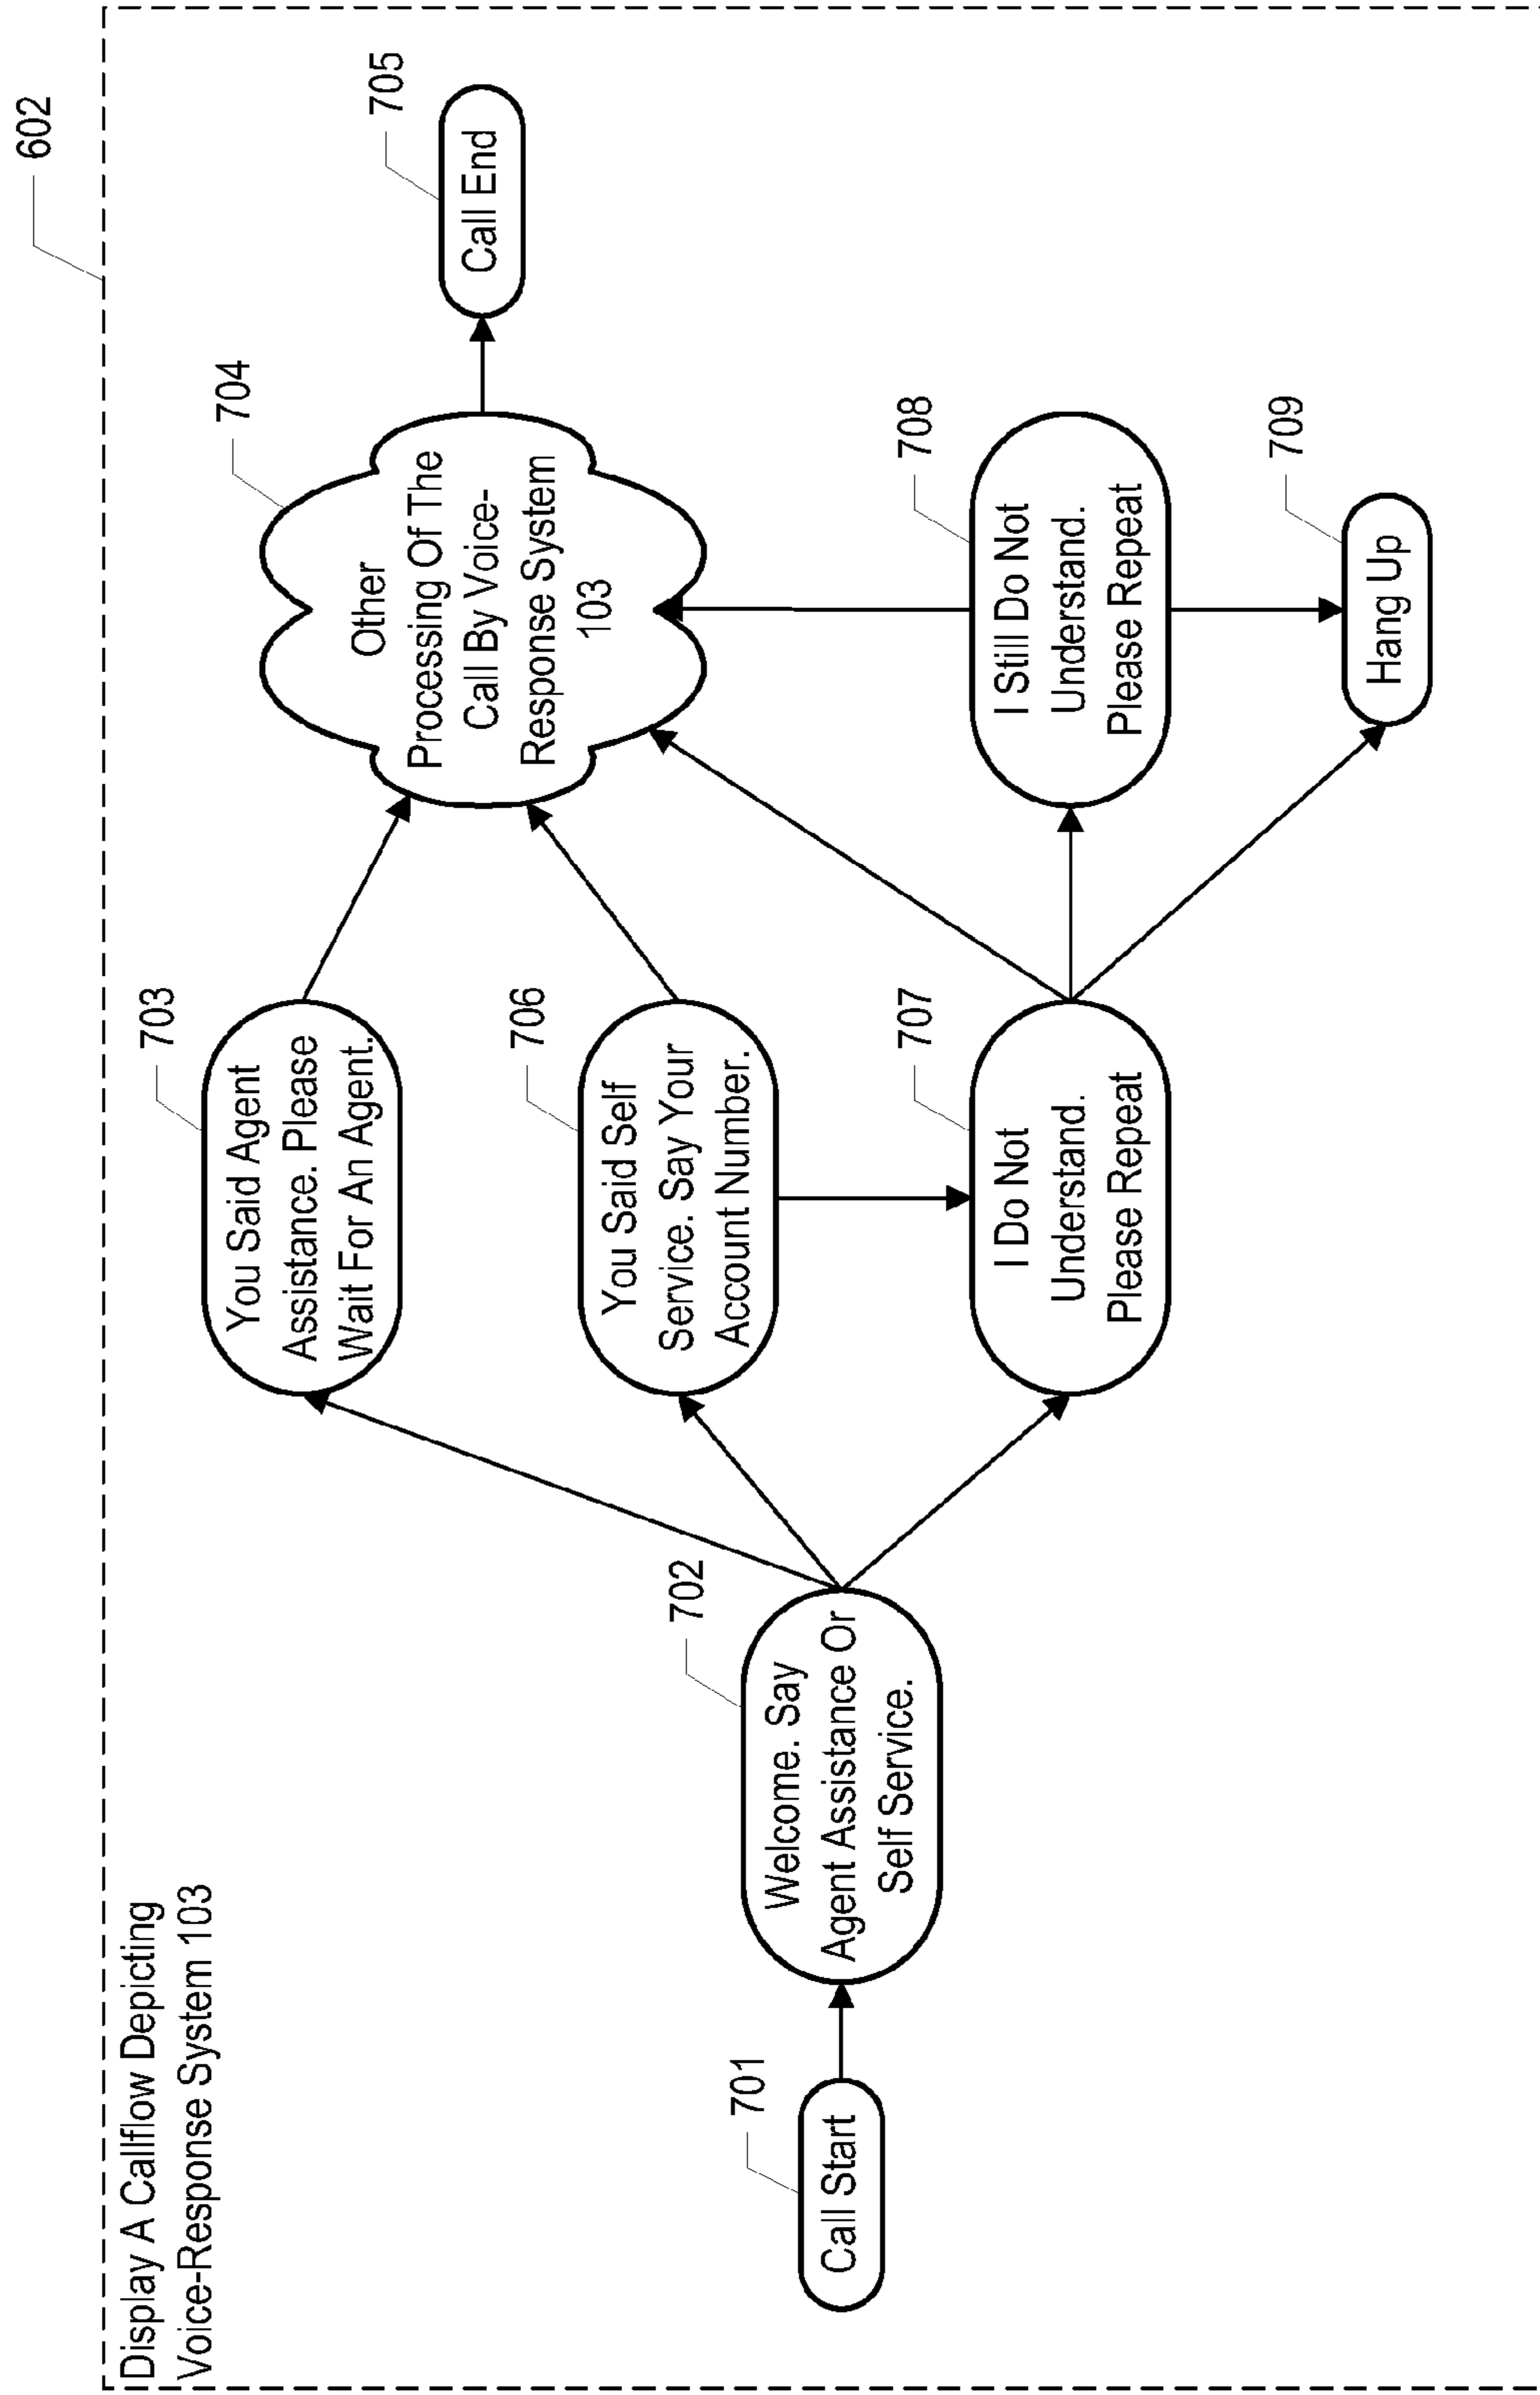 602
Display A Callflow Depicting
Voice-Response System 103
701
Call Start
702
Welcome. Say
Agent Assistance Or
Self Service.
703
You Said Agent
Assistance. Please
Wait For An Agent.
706
You Said Self
Service. Say Your
Account Number.
707
I Do Not
Understand.
Please Repeat
704
Other
Processing Of The
Call By Voice-
Response System
103
705
Call End
708
I Still Do Not
Understand.
Please Repeat
709
Hang Up